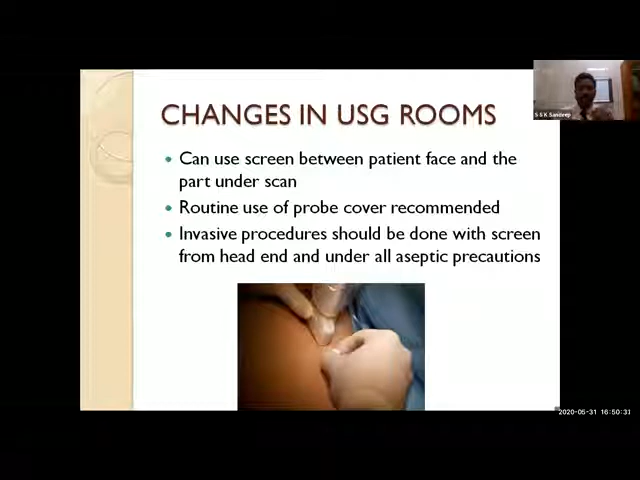 CHANGES IN USG ROOMS
S & K Sandeep
• Can use screen between patient face and the
part under scan
• Routine use of probe cover recommended
• Invasive procedures should be done with screen
from head end and under all aseptic precautions
2020-05-31 16:50:31